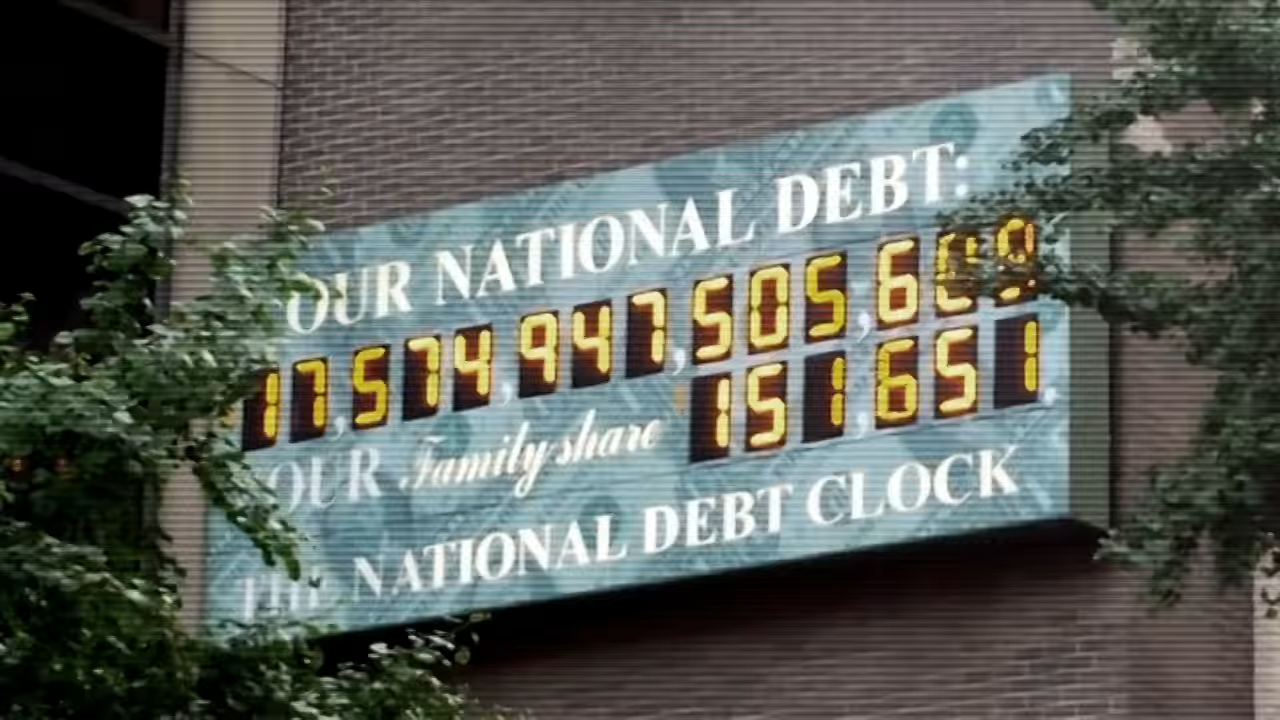 OUR NATIONAL DEBT:
17,574,947,505,6
OUR Family share 151,651.
THE NATIONAL DEBT CLOCK